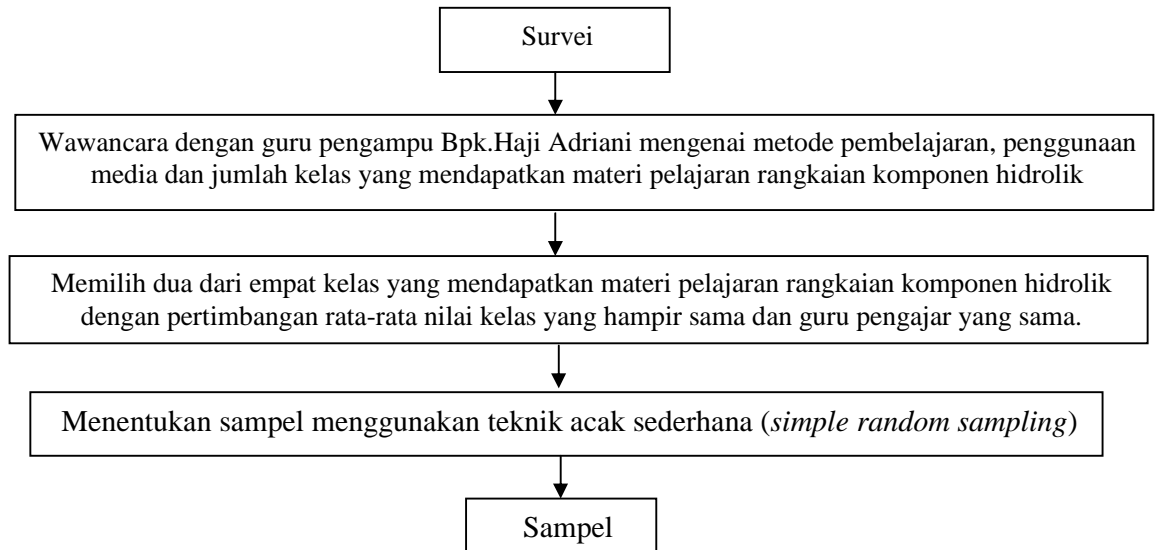 Survei
Wawancara dengan guru pengampu Bpk.Haji Adriani mengenai metode pembelajaran, penggunaan
media dan jumlah kelas yang mendapatkan materi pelajaran rangkaian komponen hidrolik
Memilih dua dari empat kelas yang mendapatkan materi pelajaran rangkaian komponen hidrolik
dengan pertimbangan rata-rata nilai kelas yang hampir sama dan guru pengajar yang sama.
Menentukan sampel menggunakan teknik acak sederhana (simple random sampling)
Sampel